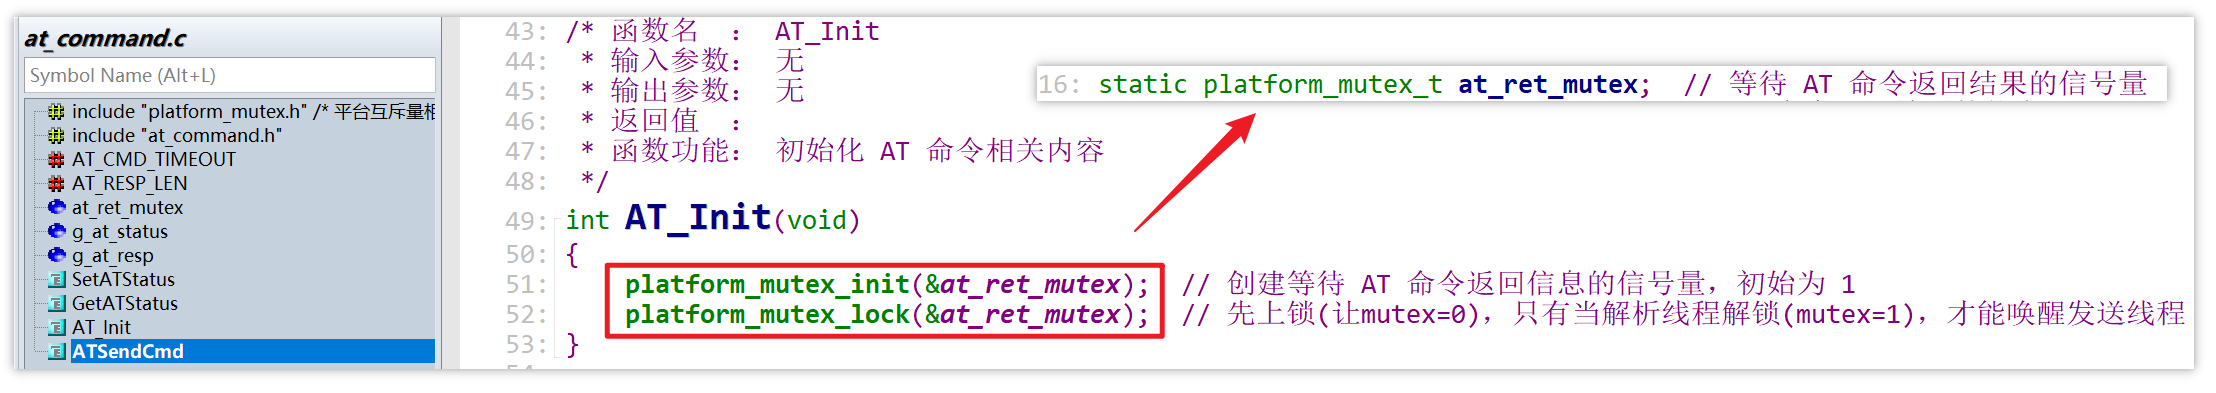 at_command.c
Symbol Name (Alt+L)
include "platform_mutex.h" /* 平台互斥量相
include "at_command.h"
AT_CMD_TIMEOUT
AT_RESP_LEN
at_ret_mutex
g_at_status
g_at_resp
SetATStatus
GetATStatus
AT_Init
ATSendCmd
43: /* 函数名 ： AT_Init
44:  * 输入参数： 无
45:  * 输出参数： 无
46:  * 返回值 ：
47:  * 函数功能： 初始化 AT 命令相关内容
48:  */
16: static platform_mutex_t at_ret_mutex; // 等待 AT 命令返回结果的信号量
49: int AT_Init(void)
50: {
51: platform_mutex_init(&at_ret_mutex); // 创建等待 AT 命令返回信息的信号量，初始为 1
52: platform_mutex_lock(&at_ret_mutex); // 先上锁(让mutex=0)，只有当解析线程解锁(mutex=1)，才能唤醒发送线程
53: }